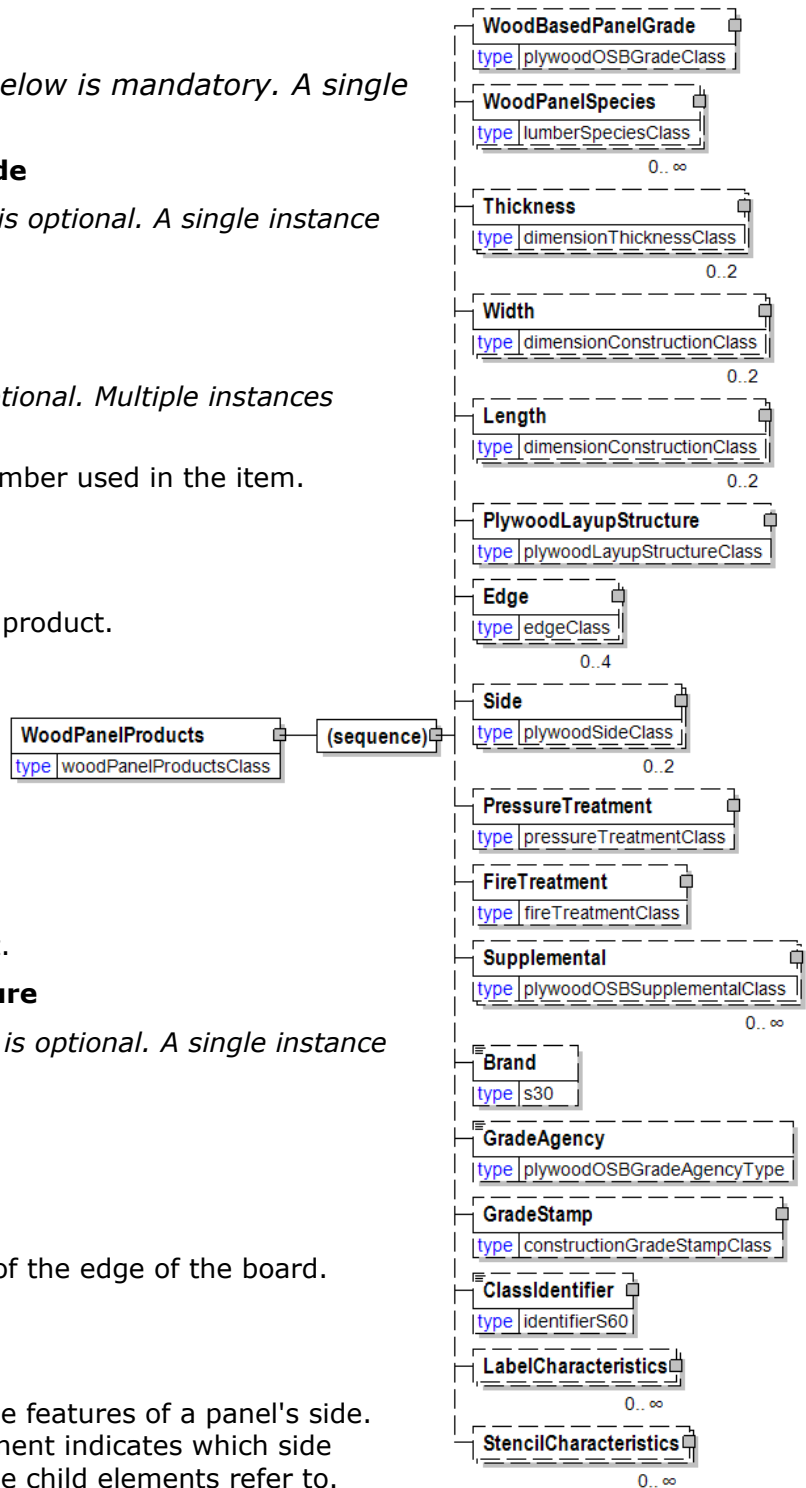 elow is mandatory. A single
de
is optional. A single instance
tional. Multiple instances
mber used in the item.
product.
.
ure
is optional. A single instance
of the edge of the board.
e features of a panel's side.
nent indicates which side
e child elements refer to.
WoodPanelProducts
type woodPanelProductsClass
(sequence)
WoodBasedPanelGrade
type plywoodOSBGradeClass
WoodPanelSpecies
type lumberSpeciesClass
0.. ∞
Thickness
type dimensionThicknessClass
0..2
Width
type dimensionConstructionClass
0..2
Length
type dimensionConstructionClass
0..2
PlywoodLayupStructure
type plywoodLayupStructureClass
Edge
type edgeClass
0..4
Side
type plywoodSideClass
0..2
PressureTreatment
type pressureTreatmentClass
FireTreatment
type fireTreatmentClass
Supplemental
type plywoodOSBSupplementalClass
0.. ∞
Brand
type s30
GradeAgency
type plywoodOSBGradeAgencyType
GradeStamp
type constructionGradeStampClass
ClassIdentifier
type identifierS60
LabelCharacteristics
0.. ∞
StencilCharacteristics
0.. ∞